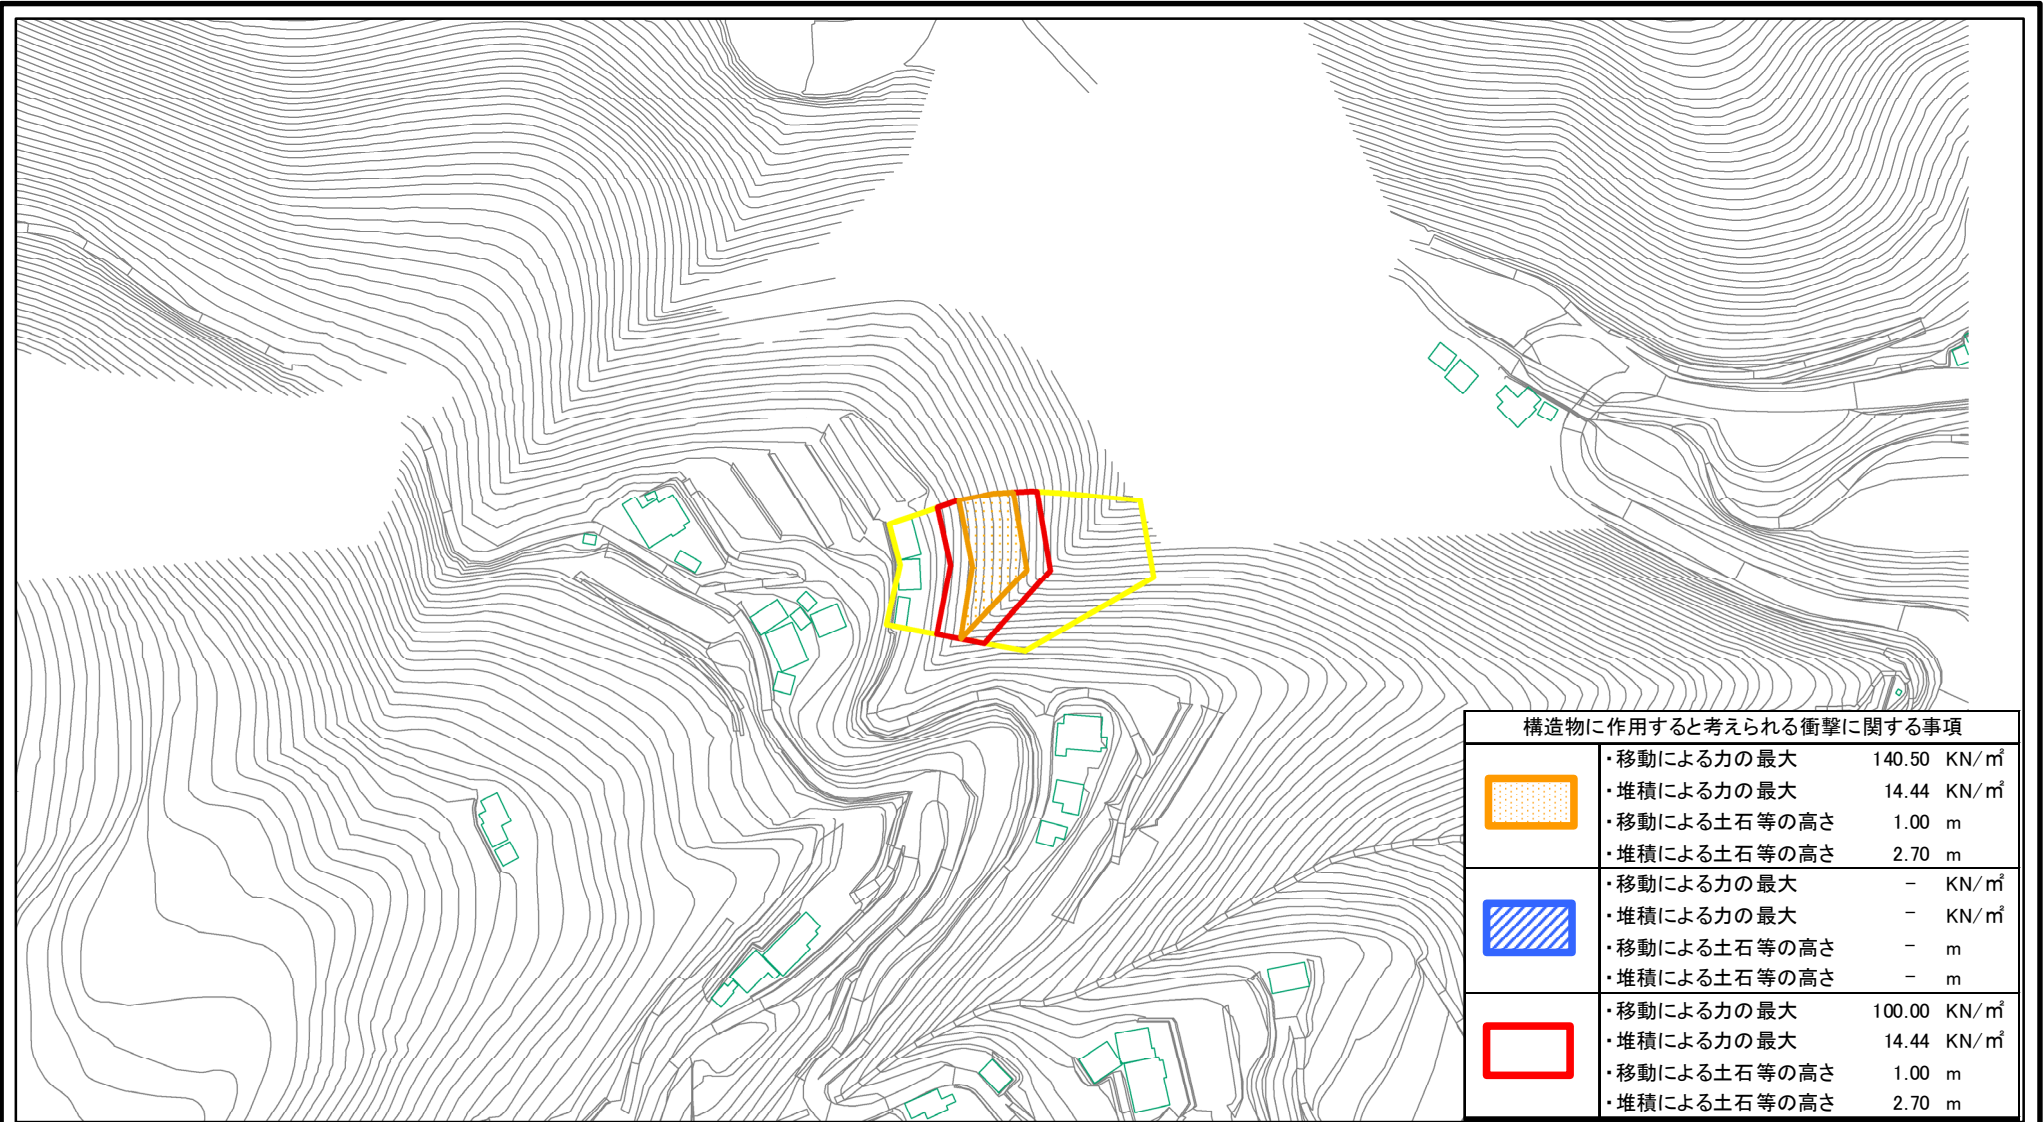 構造物に作用すると考えられる衝撃に関する事項
・移動による力の最大 140.50 KN/㎡
・堆積による力の最大 14.44 KN/㎡
・移動による土石等の高さ 1.00 m
・堆積による土石等の高さ 2.70 m
・移動による力の最大 − KN/㎡
・堆積による力の最大 − KN/㎡
・移動による土石等の高さ − m
・堆積による土石等の高さ − m
・移動による力の最大 100.00 KN/㎡
・堆積による力の最大 14.44 KN/㎡
・移動による土石等の高さ 1.00 m
・堆積による土石等の高さ 2.70 m